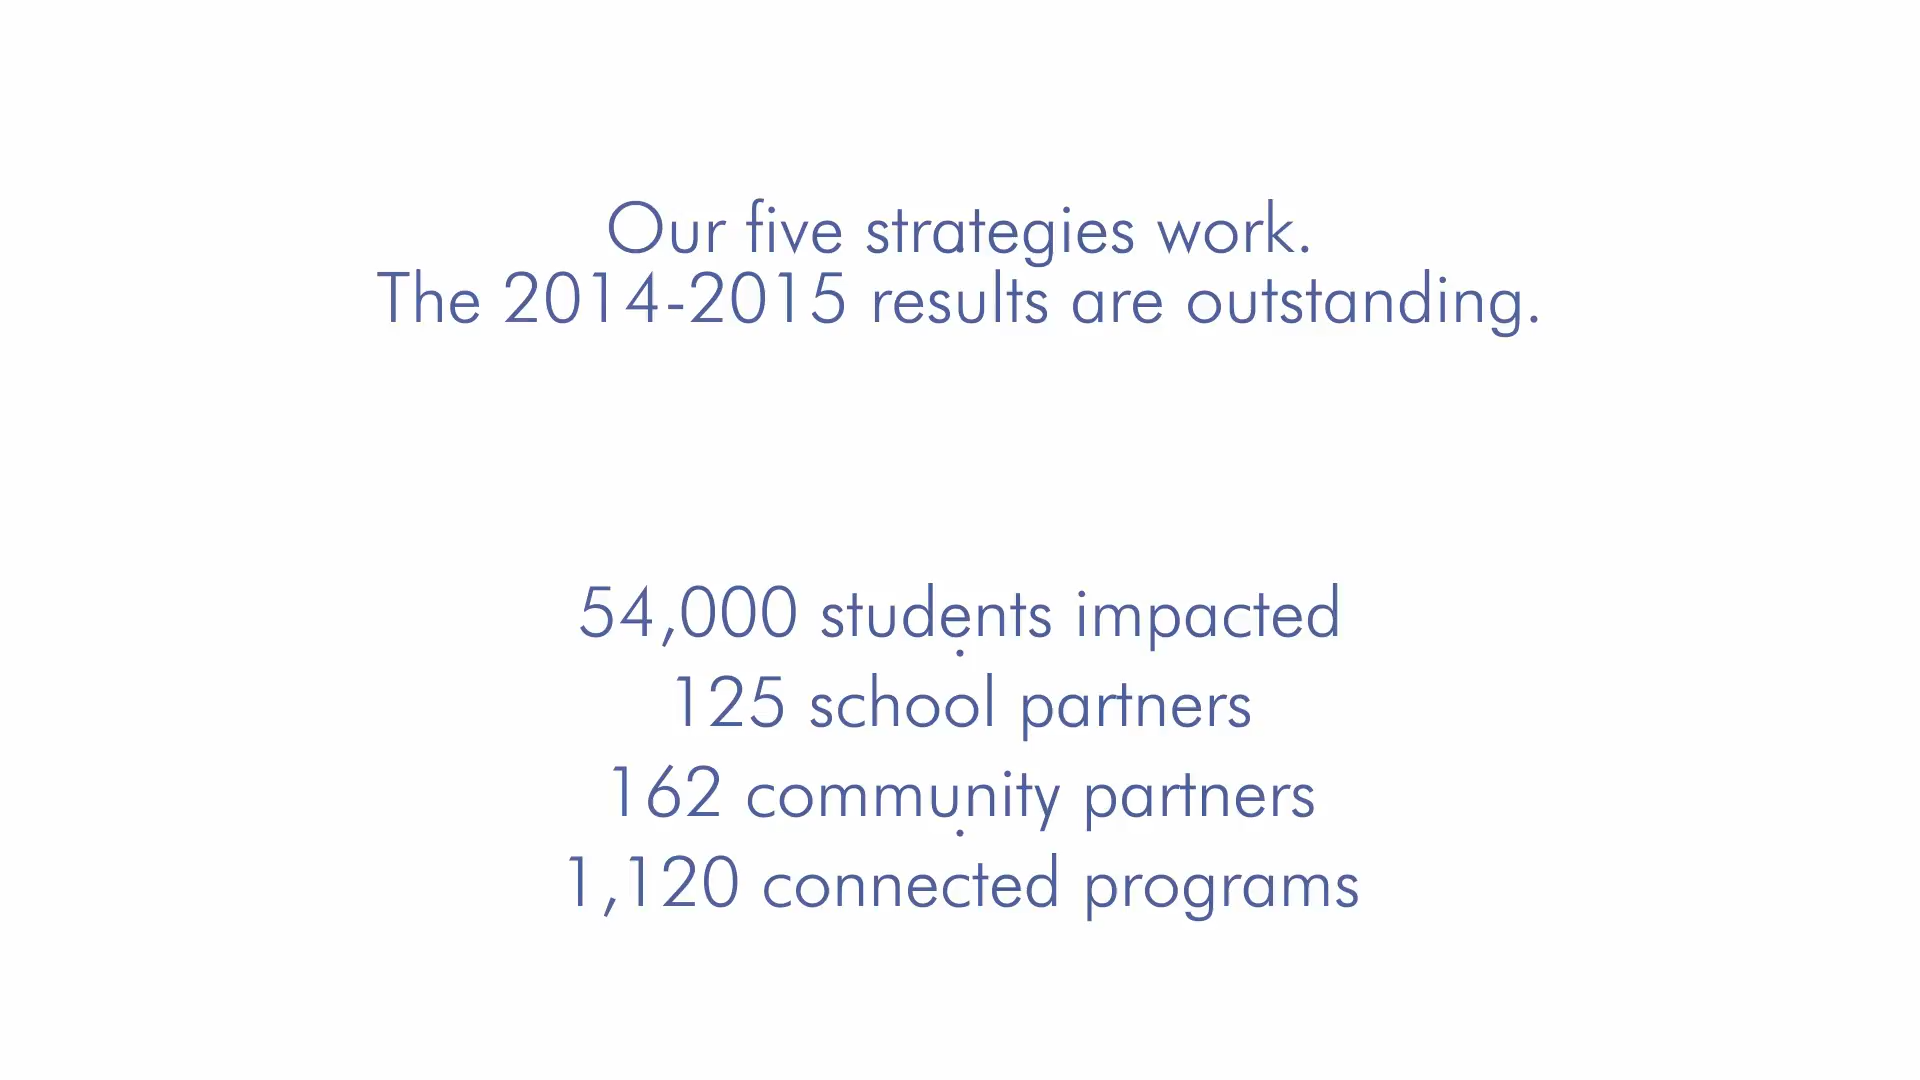 Our five strategies work.
The 2014-2015 results are outstanding.
54,000 students impacted
.
125 school partners
162 community partners
.
1,120 connected programs